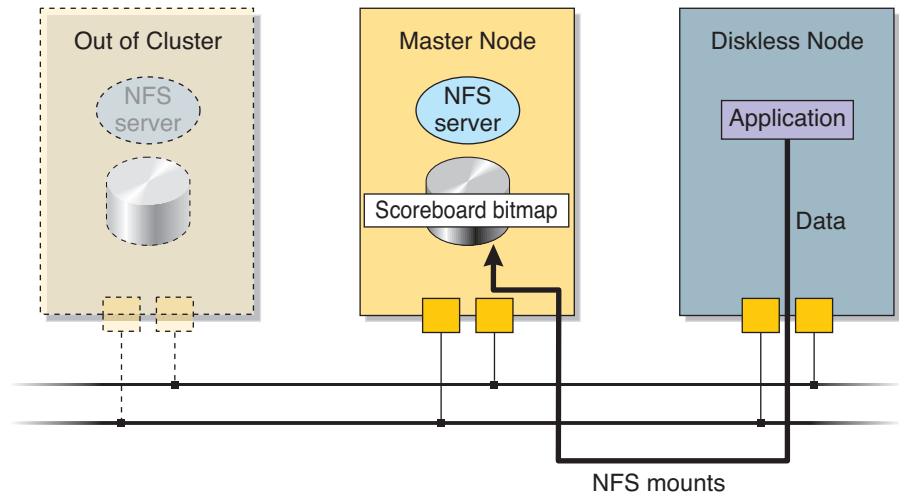 Out of Cluster
NFS
server
Master Node
NFS
server
Scoreboard bitmap
Diskless Node
Application
Data
NFS mounts